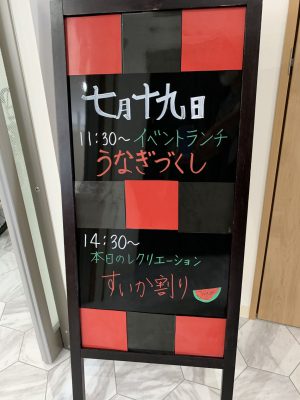 七月十九日
11:30～イベントランチ
うなぎづくし
14:30～
本日のレクリエーション
すいか割り